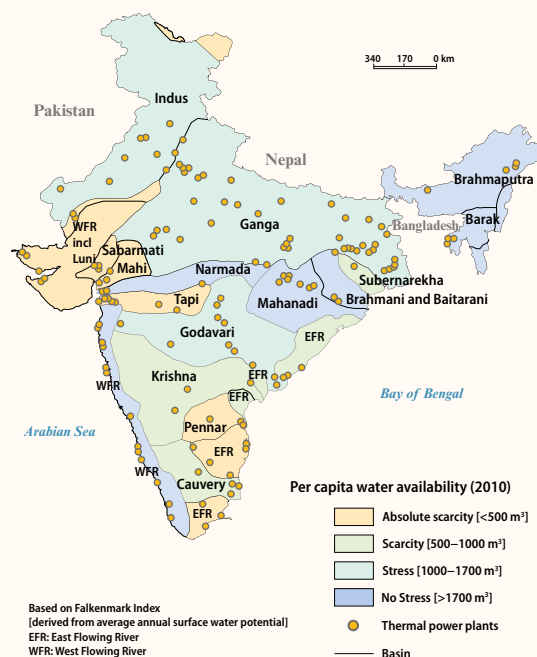 340 170 0 km
Indus
Pakistan
Nepal
Brahmaputra
WFR
incl
Luni
Ganga
Bangladesh
Barak
Sabarmati
Mahi
Narmada
Subernarekha
Tapi
Mahanadi
Brahmani and Baitarani
Godavari
EFR
Krishna
EFR
WFR
EFR
Bay of Bengal
Pennar
Arabian Sea
EFR
WFR
Cauvery
EFR
Per capita water availability (2010)
Absolute scarcity [<500 m³]
Scarcity [500–1000 m³]
Stress [1000–1700 m³]
No Stress [>1700 m³]
Thermal power plants
Basin
Based on Falkenmark Index
[derived from average annual surface water potential]
EFR: East Flowing River
WFR: West Flowing River